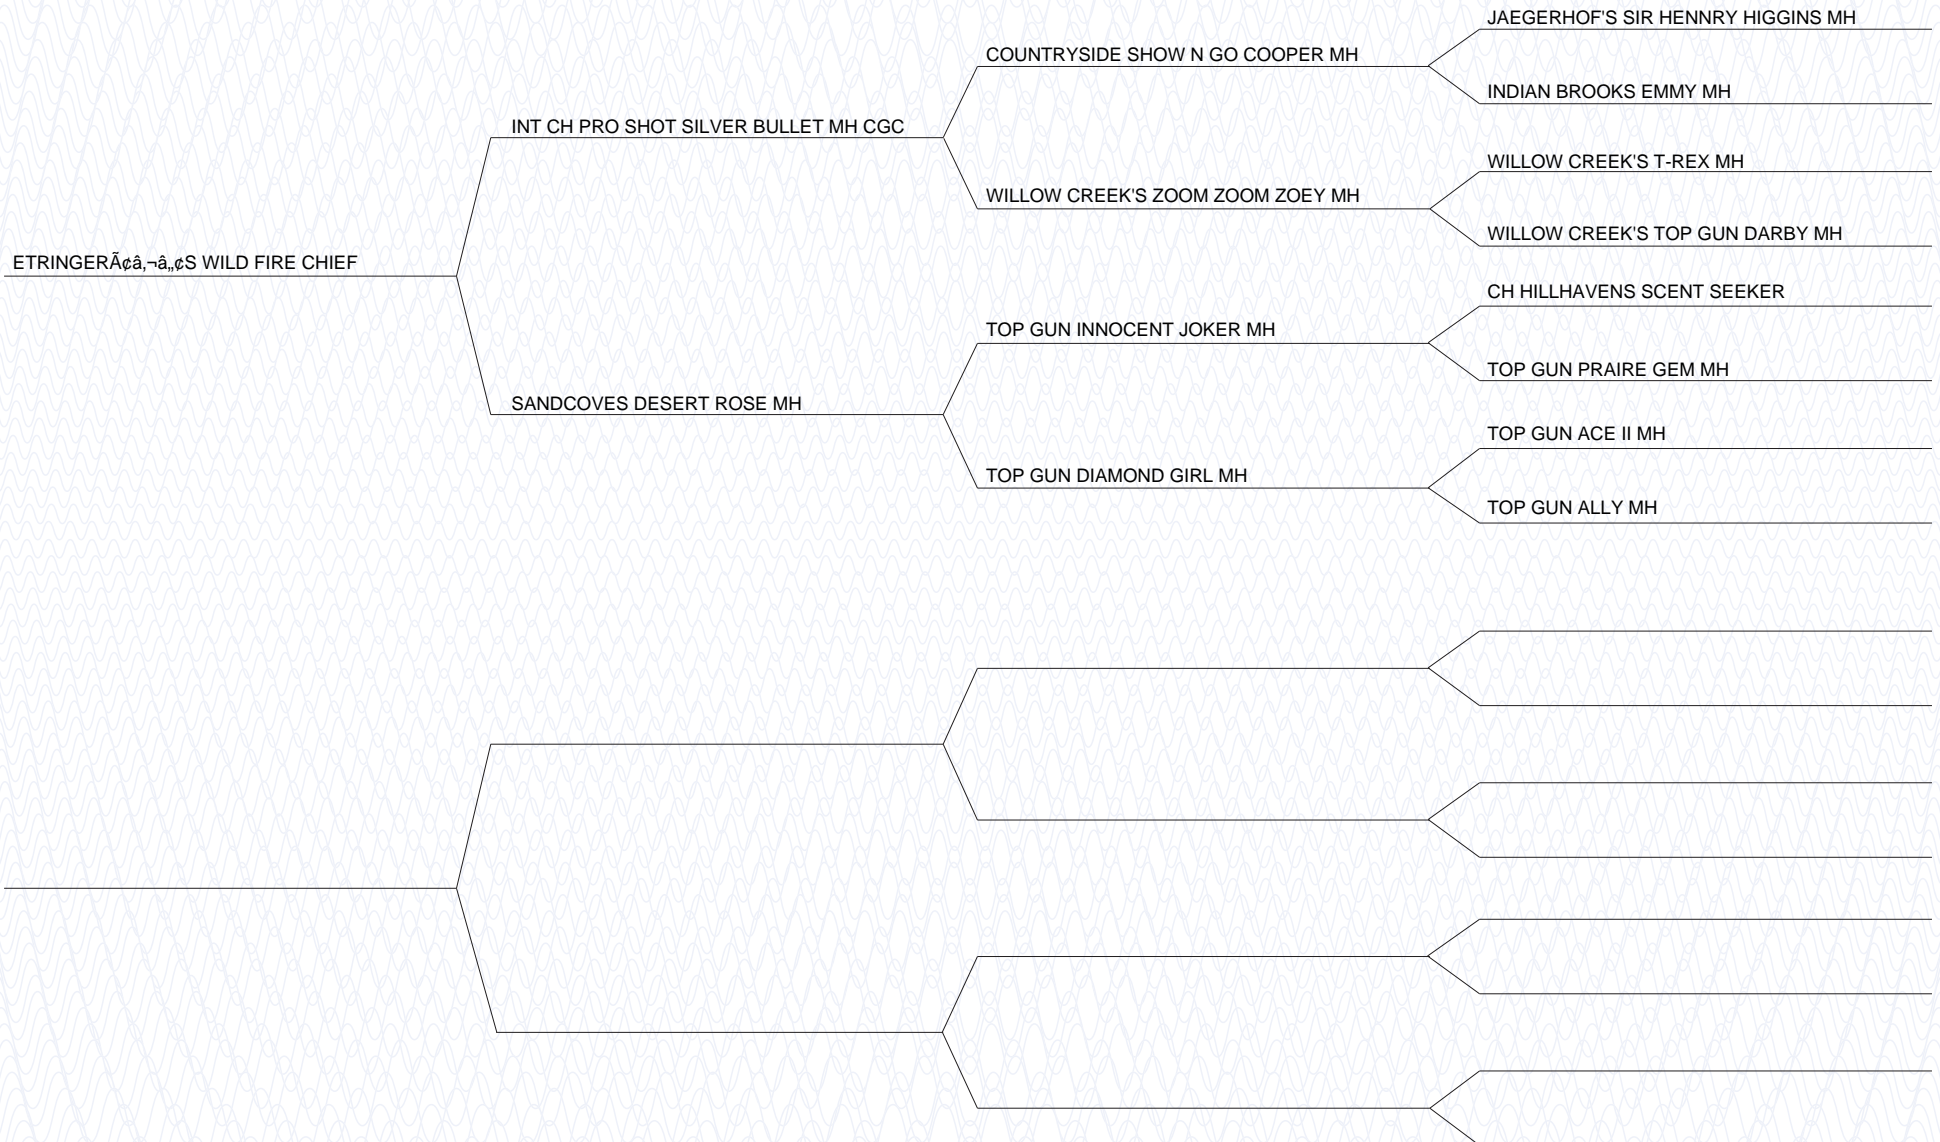 JAEGERHOF'S SIR HENNRY HIGGINS MH
COUNTRYSIDE SHOW N GO COOPER MH
INDIAN BROOKS EMMY MH
INT CH PRO SHOT SILVER BULLET MH CGC
WILLOW CREEK'S T-REX MH
WILLOW CREEK'S ZOOM ZOOM ZOEY MH
WILLOW CREEK'S TOP GUN DARBY MH
ETRINGERÃ¢â‚¬â„¢S WILD FIRE CHIEF
CH HILLHAVENS SCENT SEEKER
TOP GUN INNOCENT JOKER MH
TOP GUN PRAIRE GEM MH
SANDCOVES DESERT ROSE MH
TOP GUN ACE II MH
TOP GUN DIAMOND GIRL MH
TOP GUN ALLY MH